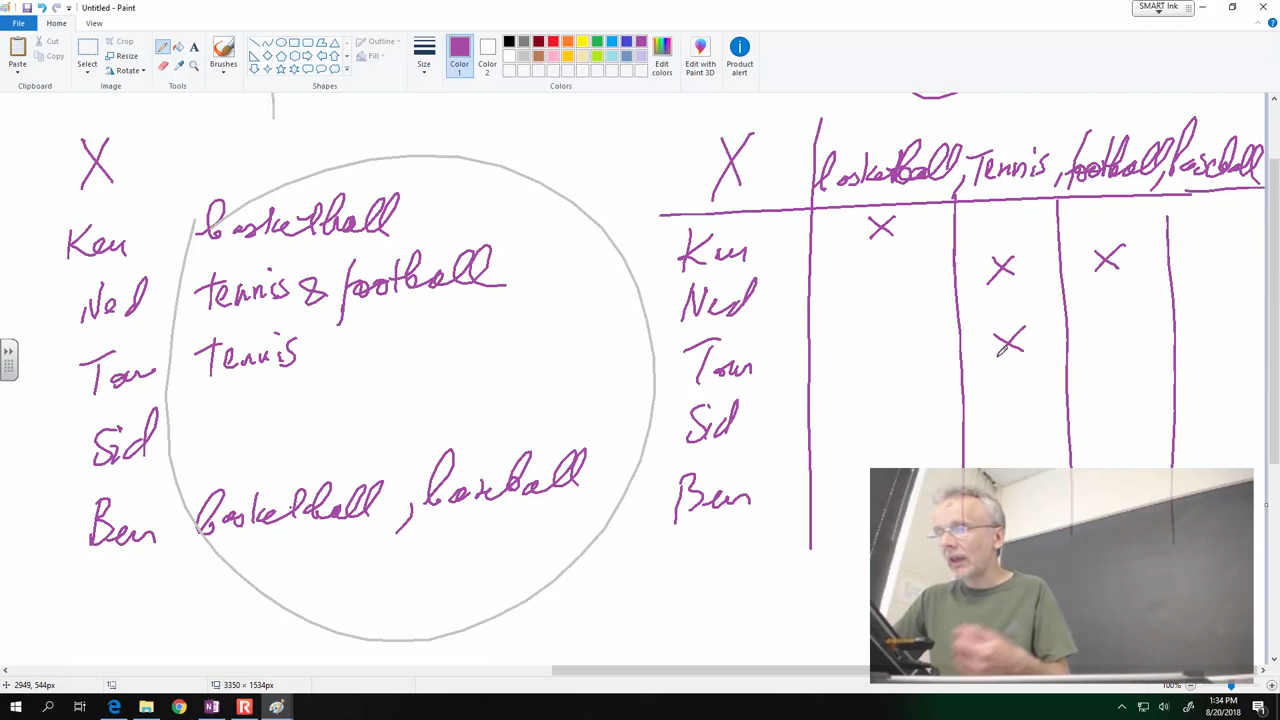 Untitled - Paint
SMART Ink
File Home View
Paste
Cut
Copy
Clipboard
Select
Crop
Resize
Rotate
Image
Tools
Brushes
Shapes
Outline
Fill
Size
Color 1
Color 2
Edit colors
Colors
Edit with Paint 3D
Product alert
X
Ken basketball
Ned tennis & football
Tom Tennis
Sid
Ben basketball, baseball
X basketball, Tennis, football, baseball
Ken X
Ned X X
Tom X
Sid
Ben
2949, 544px
3350 × 1534px
100%
1:34 PM
8/20/2018